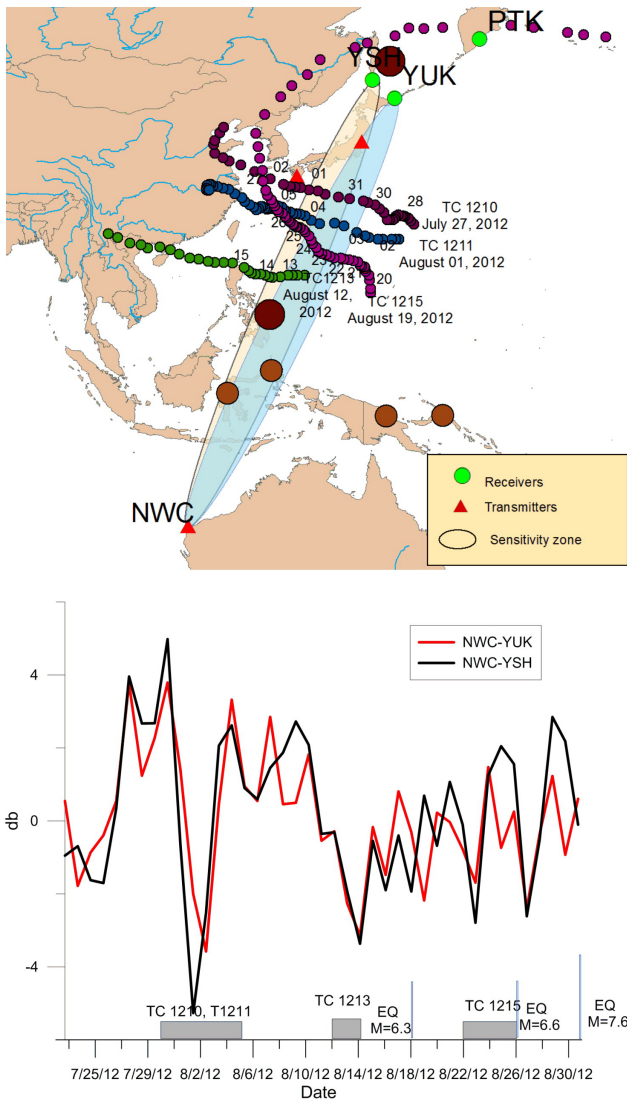 PTK
YSH
YUK
02
01
2
31
30
28
TC 1210
July 27, 2012
05
04
26
03
02
TC 1211
August 01, 2012
25
24
23
22
20
15
14
13
TC1213
August 12,
2012
TC 1215
August 19, 2012
NWC
Receivers
Transmitters
Sensitivity zone
NWC-YUK
NWC-YSH
4
0
-4
db
TC 1210, T1211
TC 1213
EQ
M=6.3
TC 1215
EQ
M=6.6
EQ
M=7.6
7/25/12
7/29/12
8/2/12
8/6/12
8/10/12
8/14/12
8/18/12
8/22/12
8/26/12
8/30/12
Date